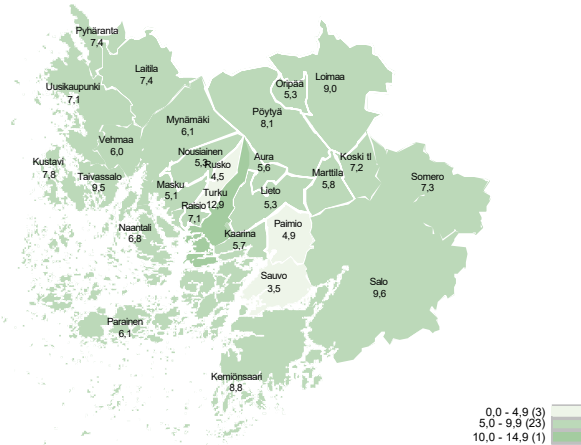 Pyhäranta
7,4
Laitila
7,4
Loimaa
9,0
Oripää
5,3
Uusikaupunki
7,1
Pöytyä
8,1
Mynämäki
6,1
Vehmaa
6,0
Nousiainen
5,3
Rusko
4,5
Aura
5,6
Koski tl
7,2
Kustavi
7,8
Taivassalo
9,5
Marttila
5,8
Somero
7,3
Masku
5,1
Turku
12,9
Lieto
5,3
Raisio
7,1
Naantali
6,8
Kaarina
5,7
Paimio
4,9
Sauvo
3,5
Salo
9,6
Parainen
6,1
Kemiönsaari
8,8
0,0 - 4,9 (3)
5,0 - 9,9 (23)
10,0 - 14,9 (1)